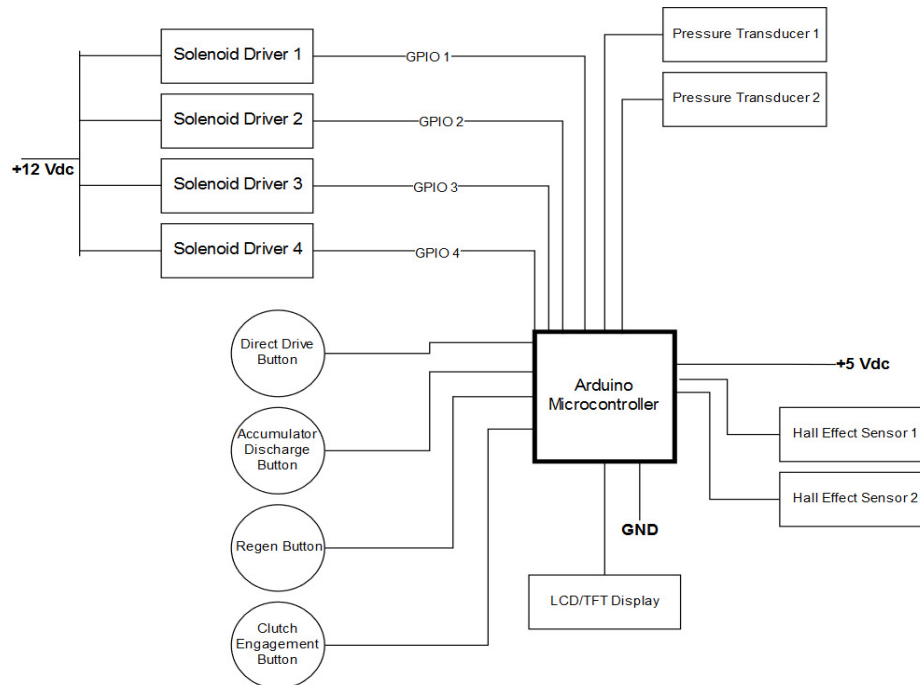 Solenoid Driver 1
GPIO 1
Pressure Transducer 1
Solenoid Driver 2
GPIO 2
Pressure Transducer 2
+12 Vdc
Solenoid Driver 3
GPIO 3
Solenoid Driver 4
GPIO 4
Direct Drive
Button
Arduino
Microcontroller
+5 Vdc
Accumulator
Discharge
Button
Hall Effect Sensor 1
Hall Effect Sensor 2
Regen Button
GND
LCD/TFT Display
Clutch
Engagement
Button